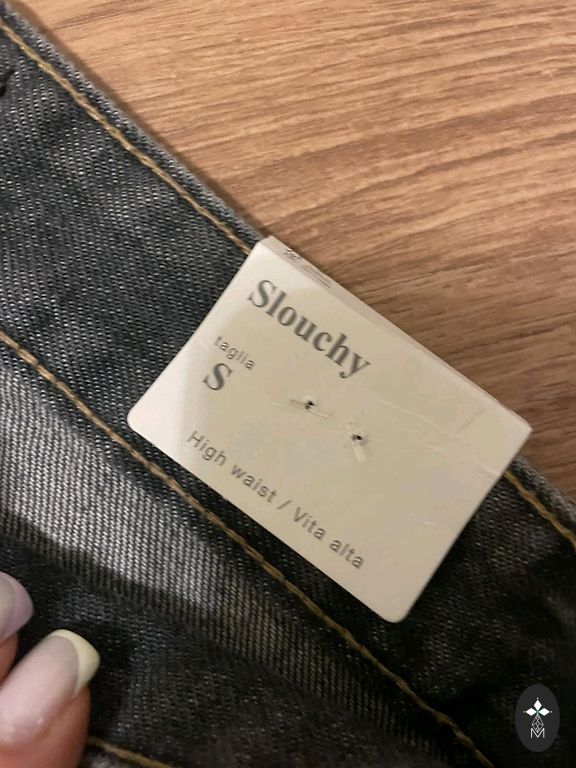 Slouchy
taglia
S
High waist / Vita alta